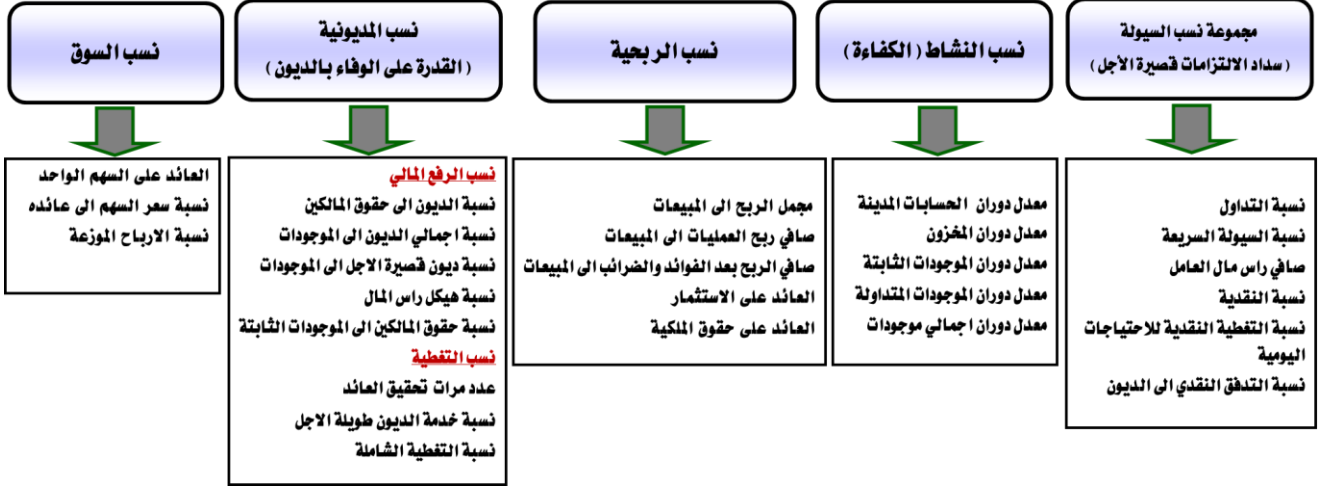 مجموعة نسب السيولة
( سداد الالتزامات قصيرة الأجل )
نسبة التداول
نسبة السيولة السريعة
صافي راس مال العامل
نسبة النقدية
نسبة التغطية النقدية للاحتياجات
اليومية
نسبة التدفق النقدي الى الديون
نسب النشاط ( الكفاءة )
معدل دوران الحسابات المدينة
معدل دوران المخزون
معدل دوران الموجودات الثابتة
معدل دوران الموجودات المتداولة
معدل دوران اجمالي موجودات
نسب الربحية
مجمل الربح الى المبيعات
صافي ربح العمليات الى المبيعات
صافي الربح بعد الفوائد والضرائب الى المبيعات
العائد على الاستثمار
العائد على حقوق الملكية
نسب المديونية
( القدرة على الوفاء بالديون )
نسب الرفع المالي
نسبة الديون الى حقوق المالكين
نسبة اجمالي الديون الى الموجودات
نسبة ديون قصيرة الاجل الى الموجودات
نسبة هيكل راس المال
نسبة حقوق المالكين الى الموجودات الثابتة
نسب التغطية
عدد مرات تحقيق العائد
نسبة خدمة الديون طويلة الاجل
نسبة التغطية الشاملة
نسب السوق
العائد على السهم الواحد
نسبة سعر السهم الى عائده
نسبة الارباح الموزعة